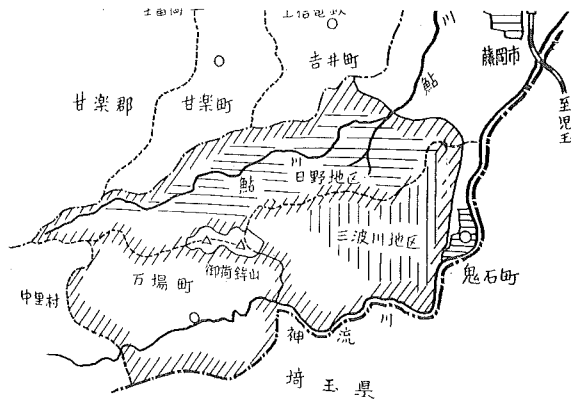 吉井町
鮎
川
藤岡市
至児玉
甘楽郡
甘楽町
川
鮎
日野地区
三波川地区
御荷鉾山
万場町
中里村
鬼石町
神流川
埼玉県